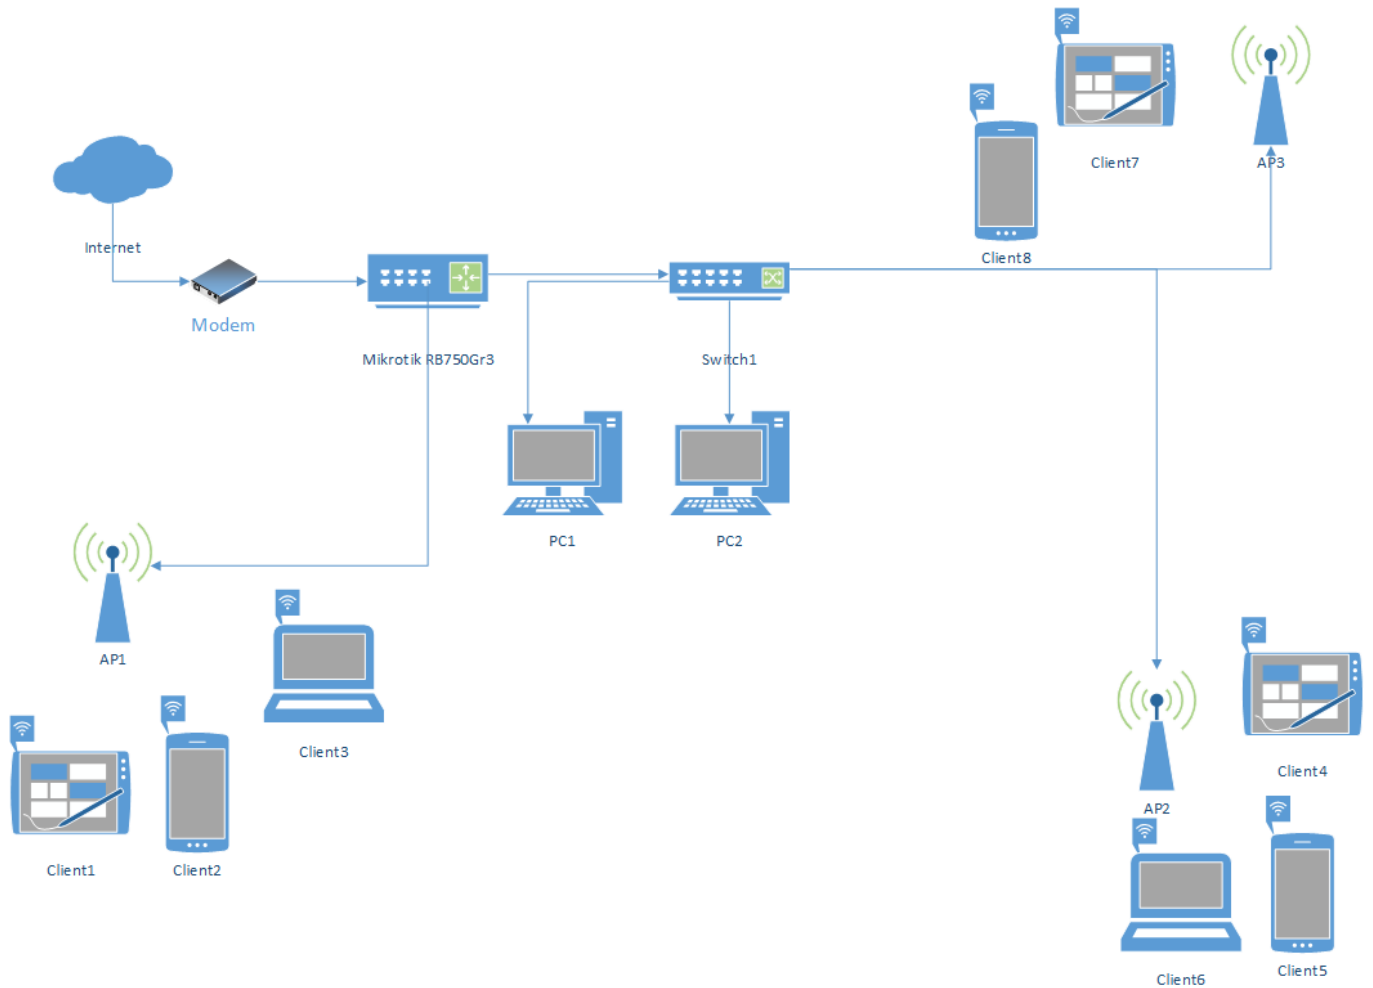 Client7
AP3
Internet
Client8
Modem
Mikrotik RB750Gr3
Switch1
PC1
PC2
AP1
Client3
Client4
AP2
Client1
Client2
Client6
Client5